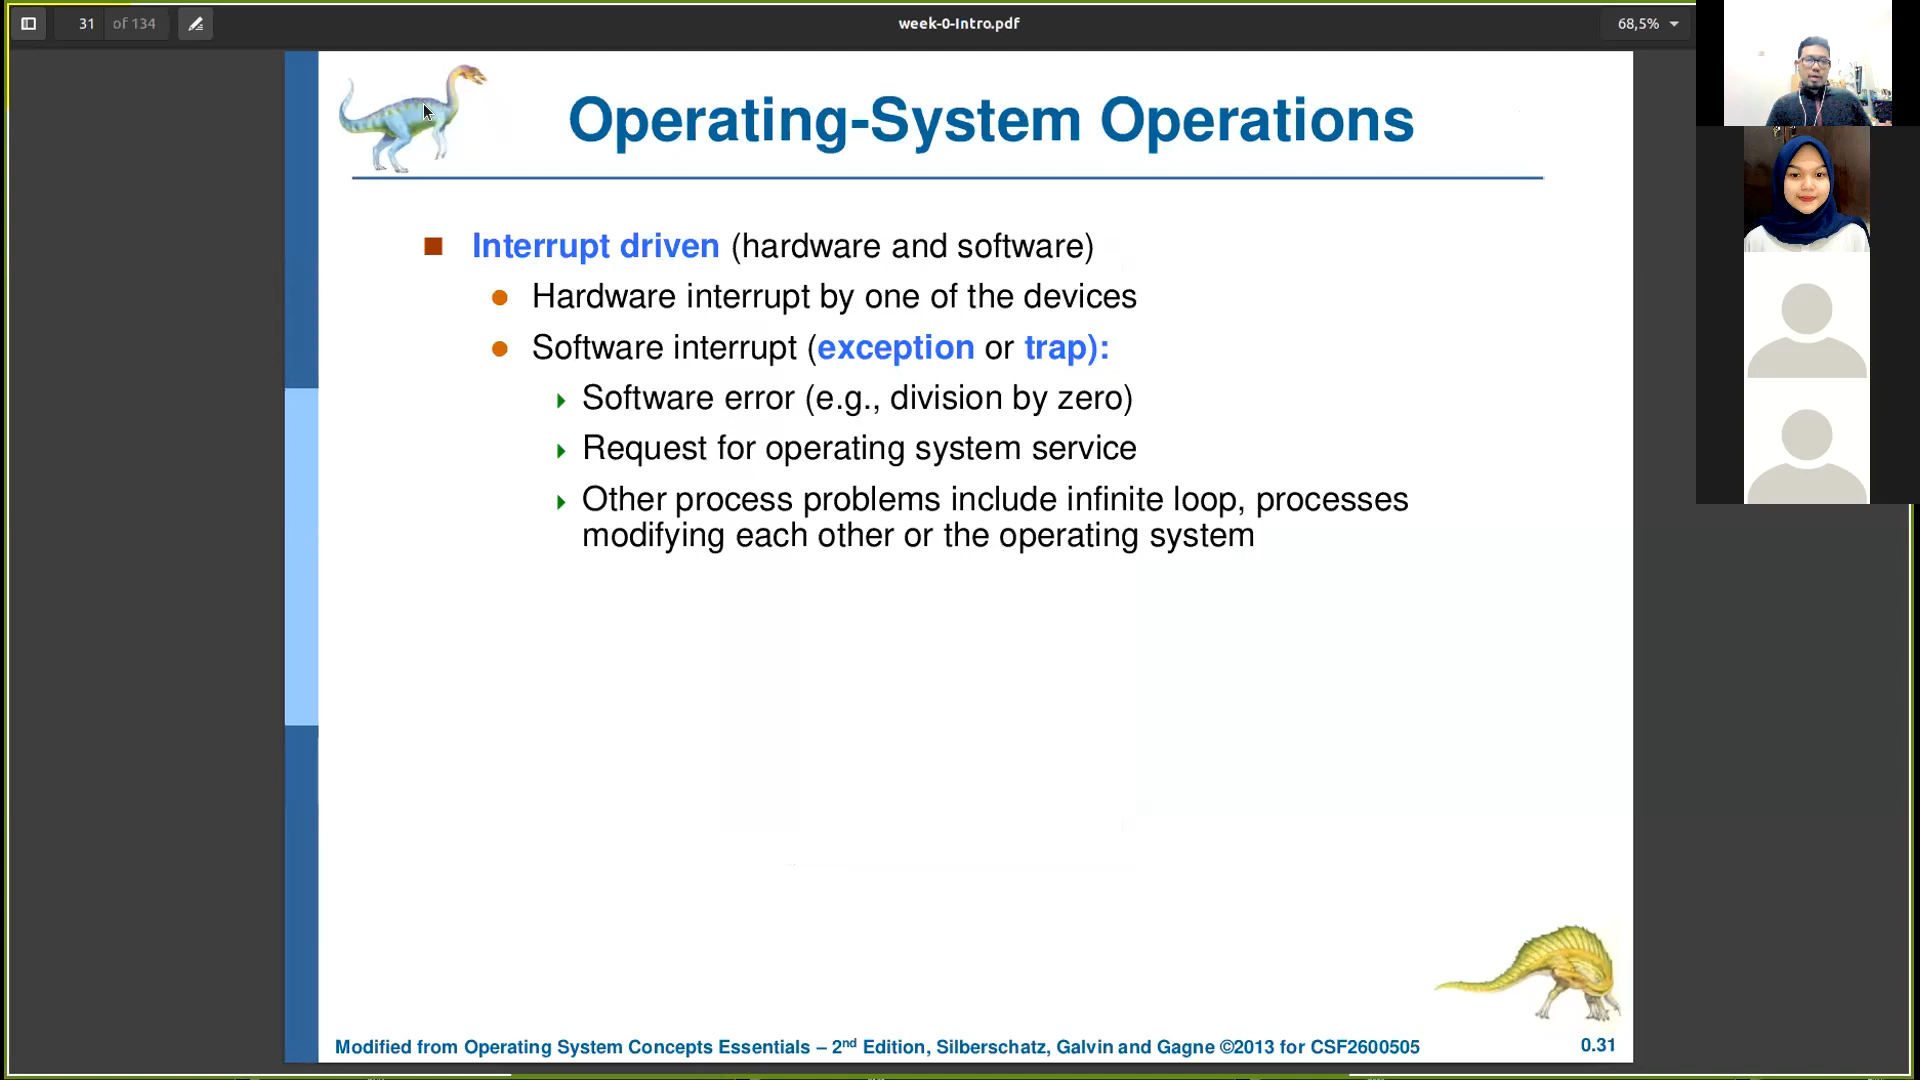 31 of 134
week-0-Intro.pdf
68,5%
Operating-System Operations
Interrupt driven (hardware and software)
Hardware interrupt by one of the devices
Software interrupt (exception or trap):
Software error (e.g., division by zero)
Request for operating system service
Other process problems include infinite loop, processes
modifying each other or the operating system
Modified from Operating System Concepts Essentials – 2nd Edition, Silberschatz, Galvin and Gagne ©2013 for CSF2600505
0.31